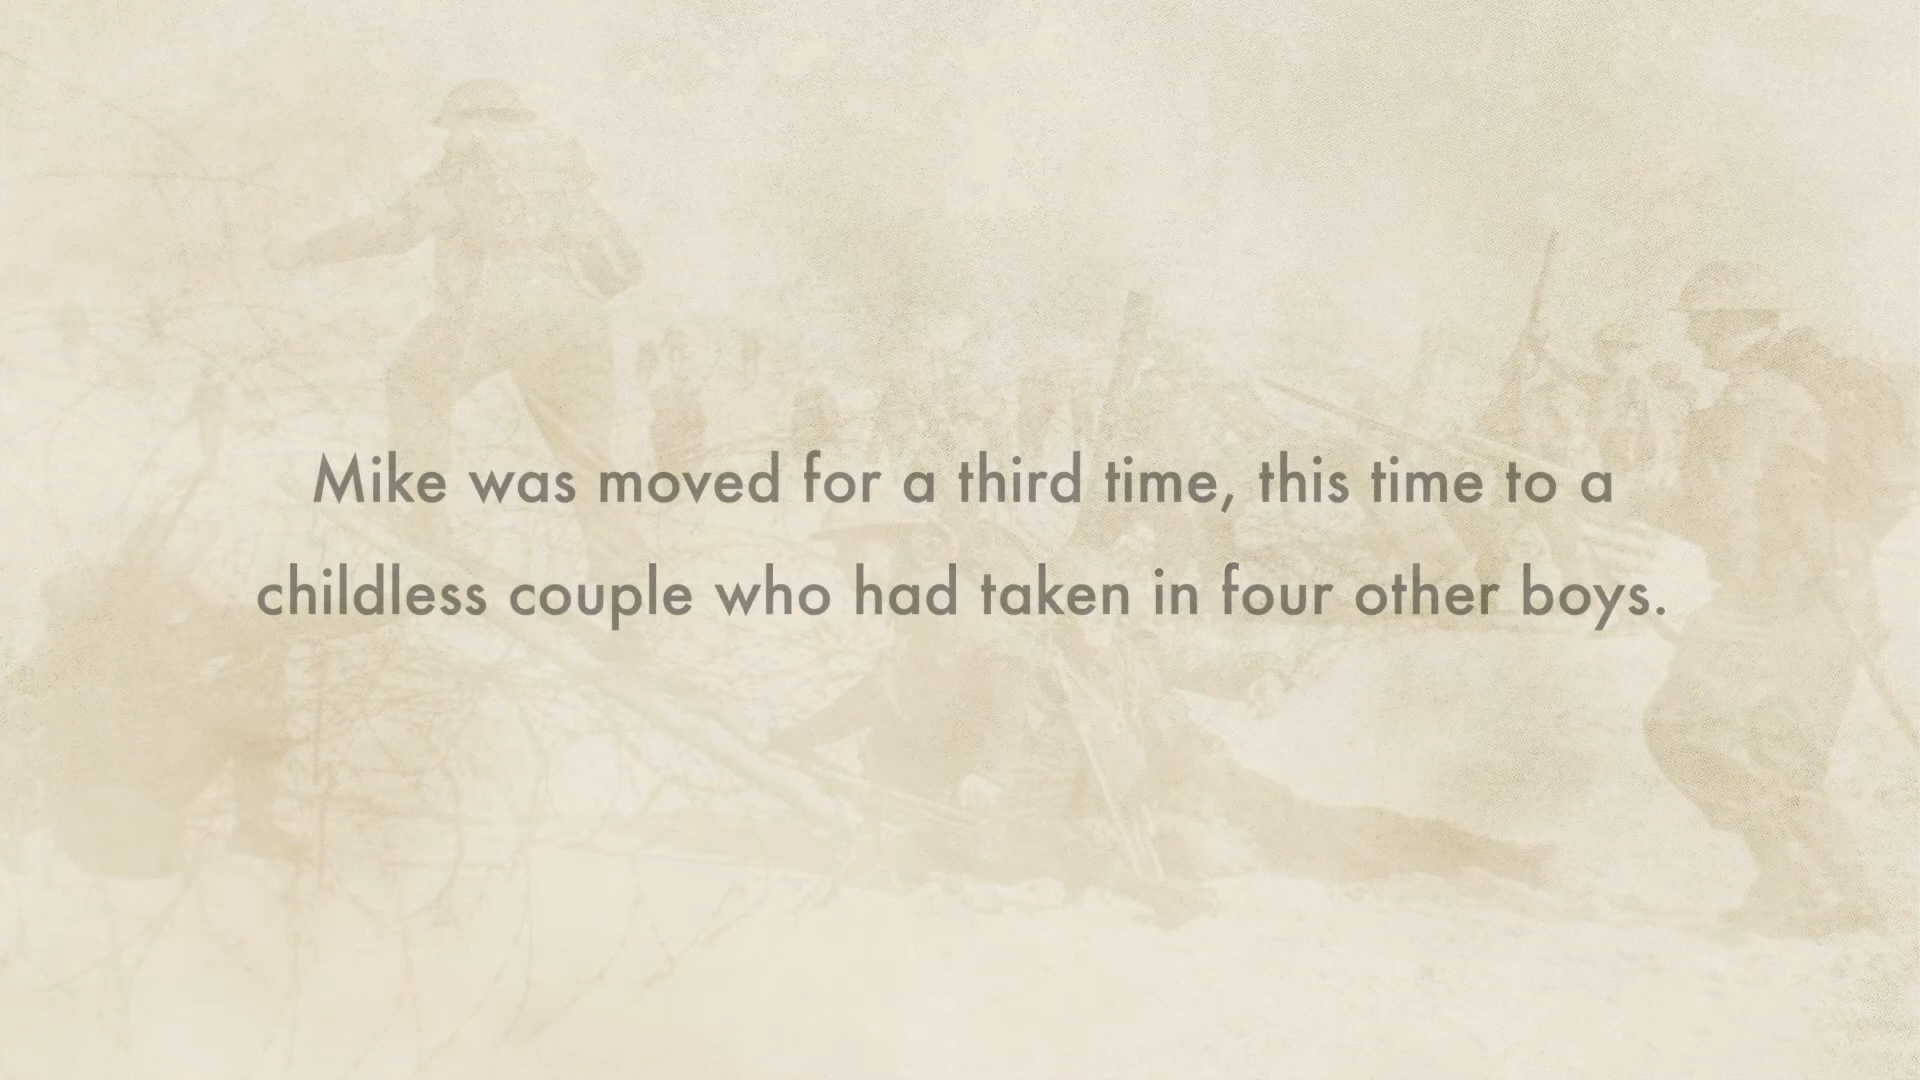 Mike was moved for a third time, this time to a
childless couple who had taken in four other boys.